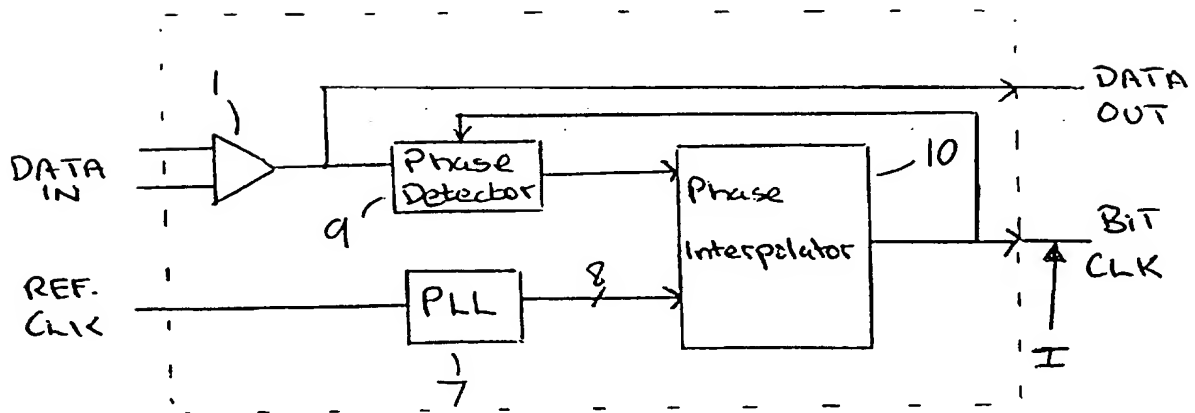 1
DATA
IN
Phase
Detector
9
REF.
CLK
PLL
7
8
Phase
Interpolator
10
DATA
OUT
BIT
CLK
I